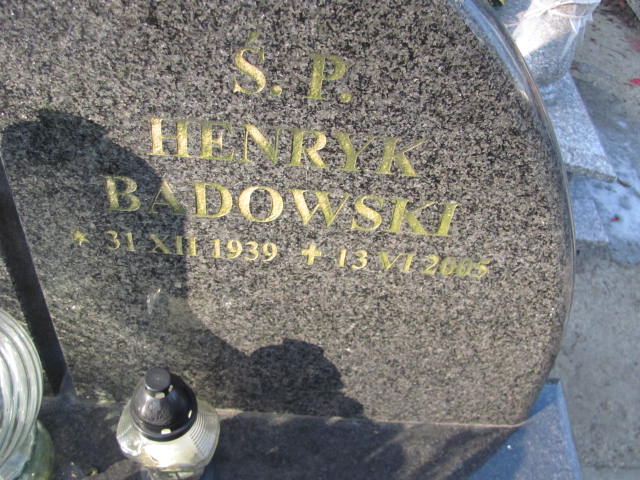 Ś. P.
HENRYK
BADOWSKI
* 31 XII 1939 + 13 VI 2005